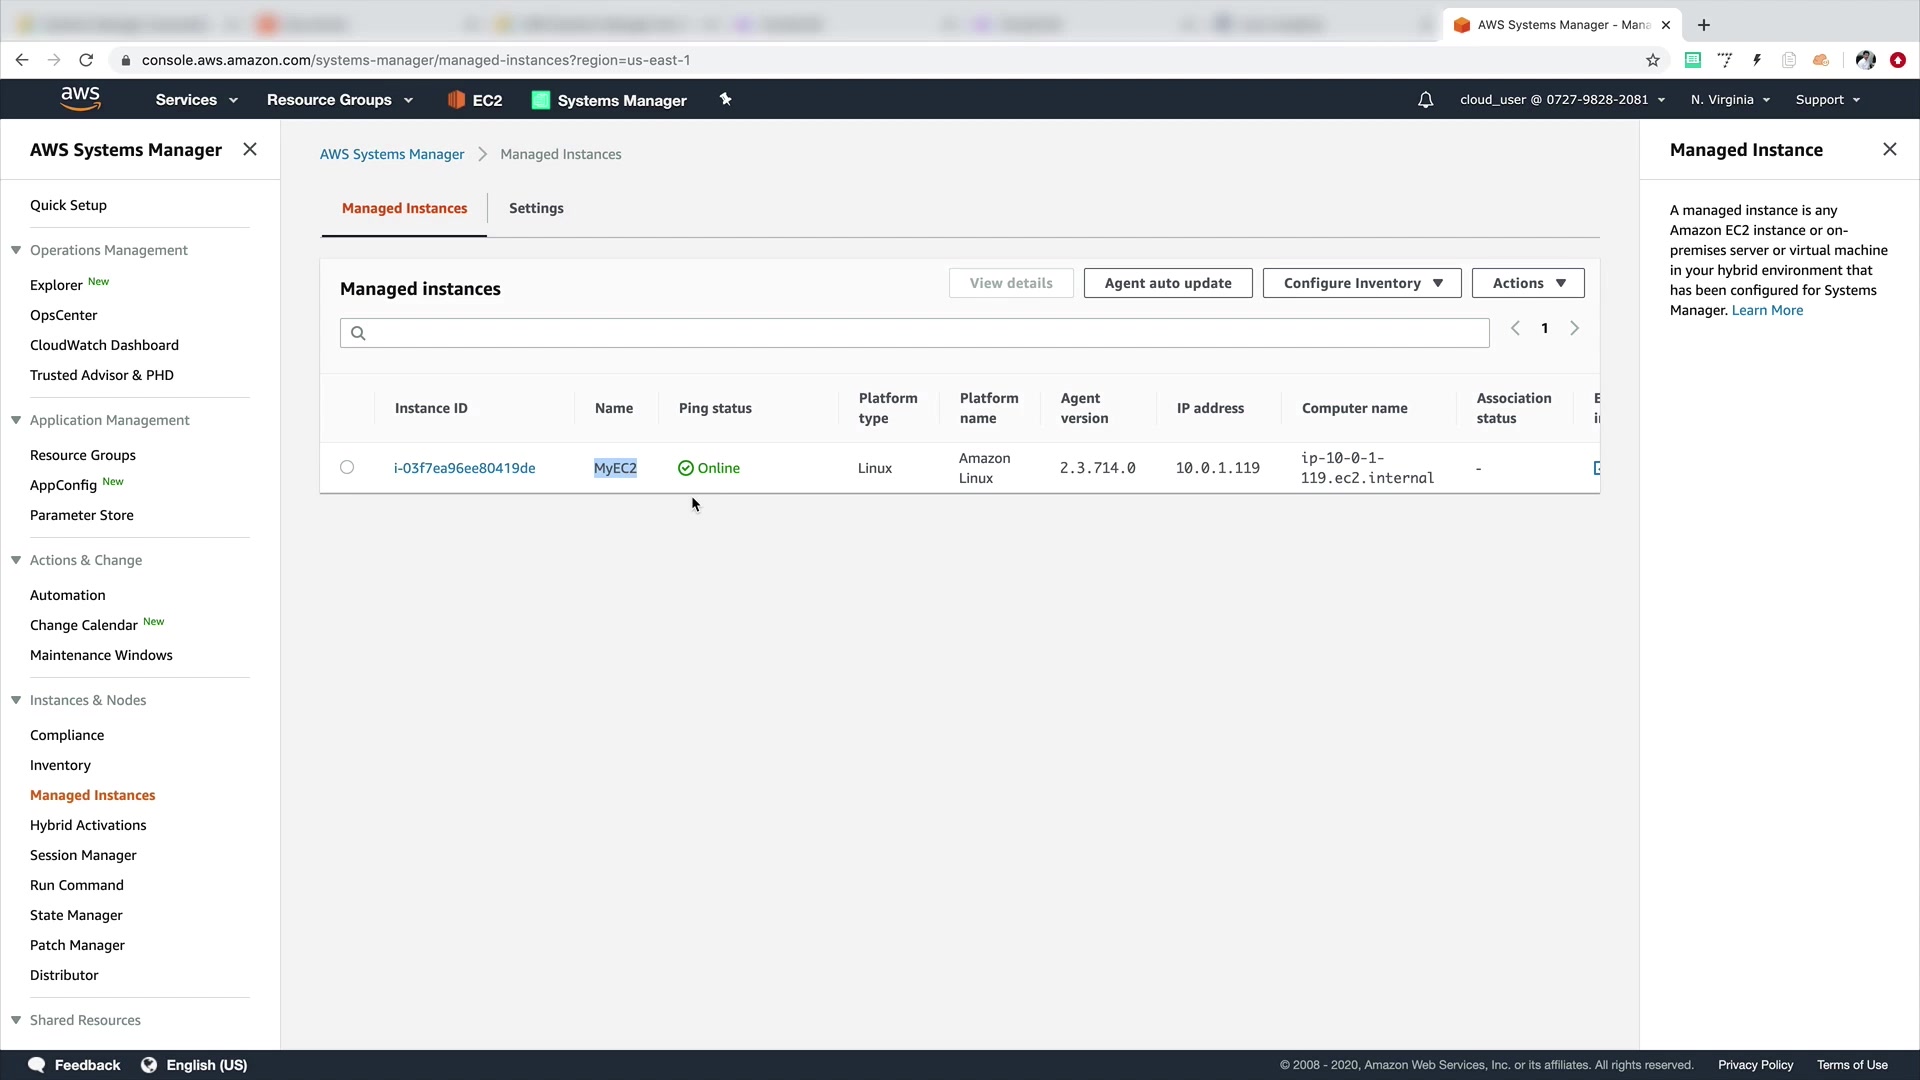 AWS Systems Manager - Mana
console.aws.amazon.com/systems-manager/managed-instances?region=us-east-1
aws
Services
Resource Groups
EC2
Systems Manager
cloud_user @ 0727-9828-2081
N. Virginia
Support
AWS Systems Manager
Quick Setup
Operations Management
Explorer New
OpsCenter
CloudWatch Dashboard
Trusted Advisor & PHD
Application Management
Resource Groups
AppConfig New
Parameter Store
Actions & Change
Automation
Change Calendar New
Maintenance Windows
Instances & Nodes
Compliance
Inventory
Managed Instances
Hybrid Activations
Session Manager
Run Command
State Manager
Patch Manager
Distributor
Shared Resources
AWS Systems Manager > Managed Instances
Managed Instances
Settings
Managed instances
View details
Agent auto update
Configure Inventory
Actions
1
Instance ID
Name
Ping status
Platform
type
Platform
name
Agent
version
IP address
Computer name
Association
status
i-03f7ea96ee80419de
MyEC2
Online
Linux
Amazon
Linux
2.3.714.0
10.0.1.119
ip-10-0-1-
119.ec2.internal
-
Managed Instance
A managed instance is any
Amazon EC2 instance or on-
premises server or virtual machine
in your hybrid environment that
has been configured for Systems
Manager. Learn More
Feedback
English (US)
© 2008 - 2020, Amazon Web Services, Inc. or its affiliates. All rights reserved.
Privacy Policy
Terms of Use